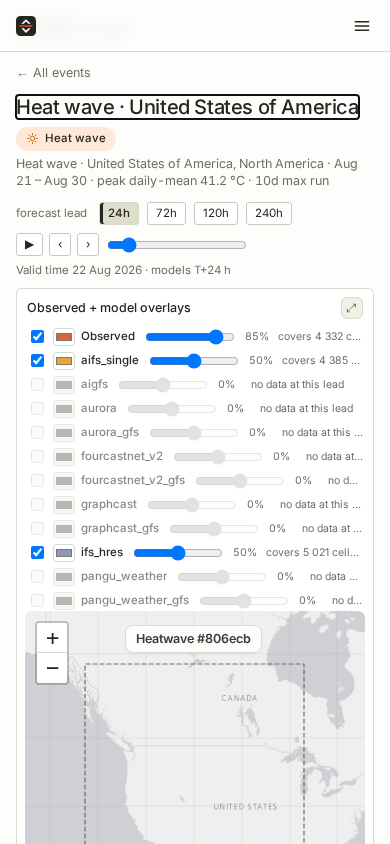 ← All events
Heat wave · United States of America
Heat wave
Heat wave · United States of America, North America · Aug
21 – Aug 30 · peak daily-mean 41.2 °C · 10d max run
forecast lead 24h 72h 120h 240h
Valid time 22 Aug 2026 · models T+24 h
Observed + model overlays
Observed 85% covers 4 332 c...
aifs_single 50% covers 4 385 ...
aigfs 0% no data at this lead
aurora 0% no data at this lead
aurora_gfs 0% no data at this ...
fourcastnet_v2 0% no data at...
fourcastnet_v2_gfs 0% no d...
graphcast 0% no data at this ...
graphcast_gfs 0% no data at ...
ifs_hres 50% covers 5 021 cell...
pangu_weather 0% no data ...
pangu_weather_gfs 0% no d...
+
Heatwave #806ecb
−
CANADA
UNITED STATES